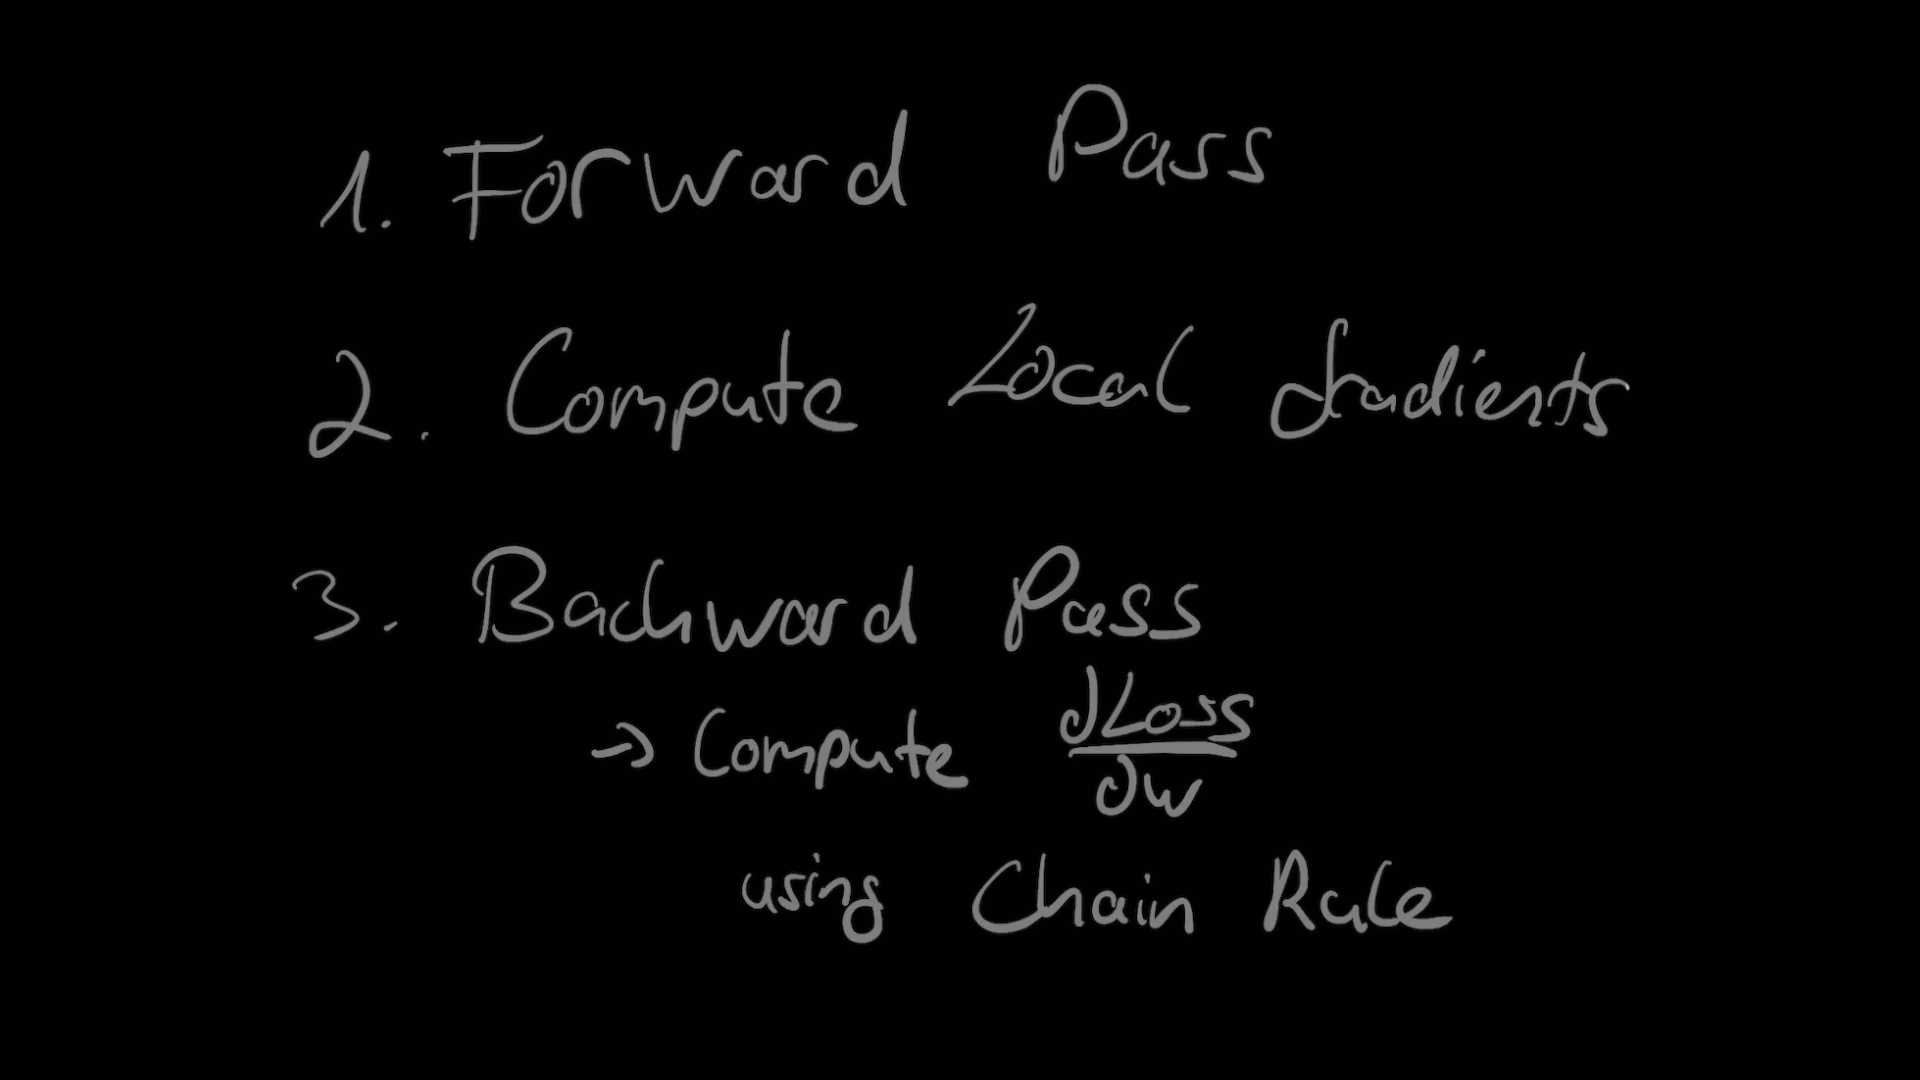 1. Forward Pass
2. Compute Local Gradients
3. Backward Pass
→ Compute dLoss/dw
using Chain Rule